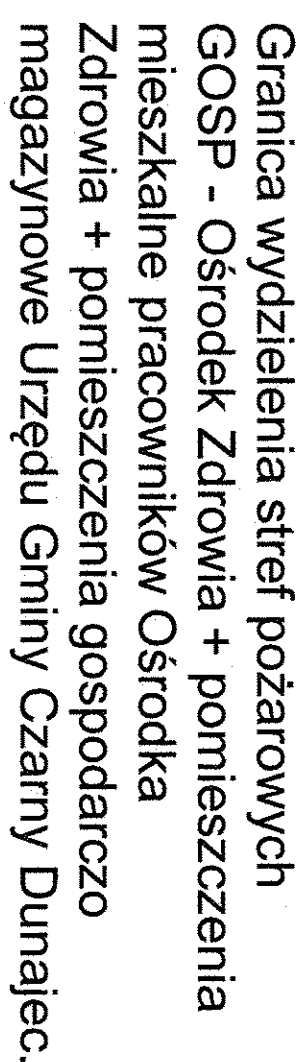 Granica wydzielenia stref pożarowych
GOSP - Ośrodek Zdrowia + pomieszczenia
mieszkalne pracowników Ośrodka
Zdrowia + pomieszczenia gospodarczo
magazynowe Urzędu Gminy Czarny Dunajec.